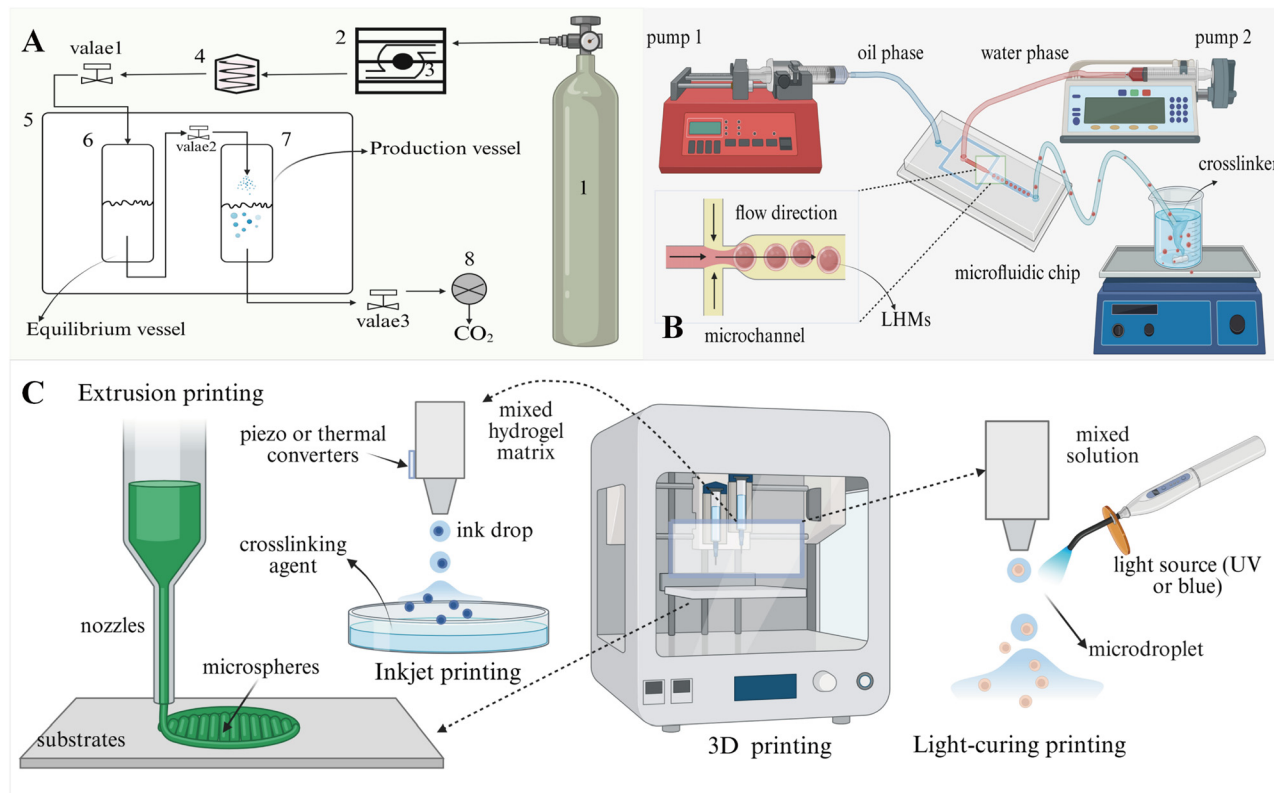 A
valae1
4
2
3
1
5
6
valae2
7
Production vessel
Equilibrium vessel
valae3
8
CO2
B
pump 1
oil phase
water phase
pump 2
crosslinker
flow direction
microfluidic chip
LHMs
microchannel
C
Extrusion printing
piezo or thermal
converters
mixed
hydrogel
matrix
ink drop
crosslinking
agent
nozzles
Inkjet printing
microspheres
substrates
3D printing
mixed
solution
light source (UV
or blue)
microdroplet
Light-curing printing